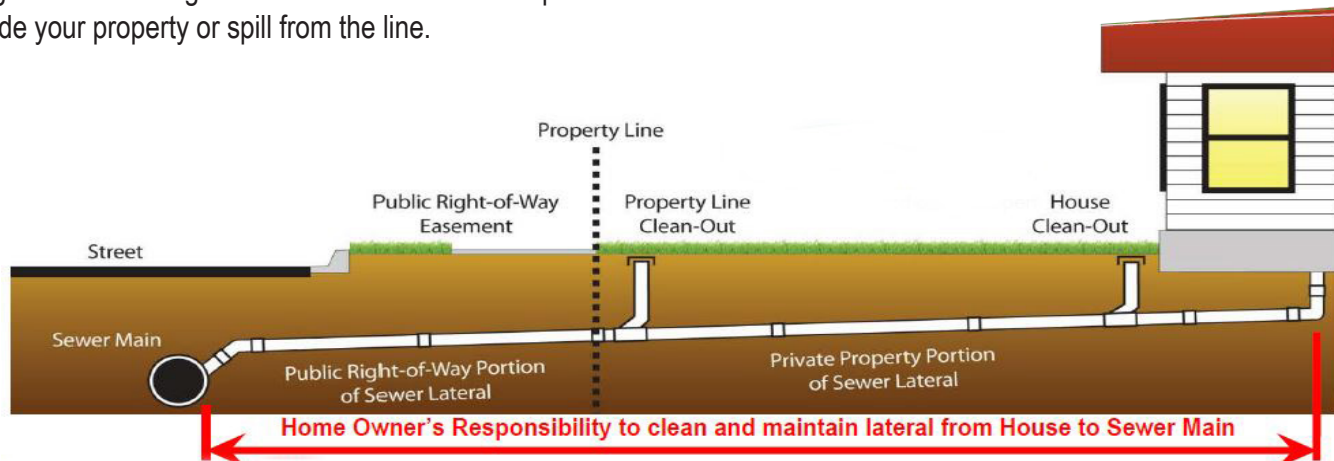 de your property or spill from the line.
Property Line
Public Right-of-Way
Easement
Property Line
Clean-Out
House
Clean-Out
Street
Sewer Main
Public Right-of-Way Portion
of Sewer Lateral
Private Property Portion
of Sewer Lateral
Home Owner's Responsibility to clean and maintain lateral from House to Sewer Main